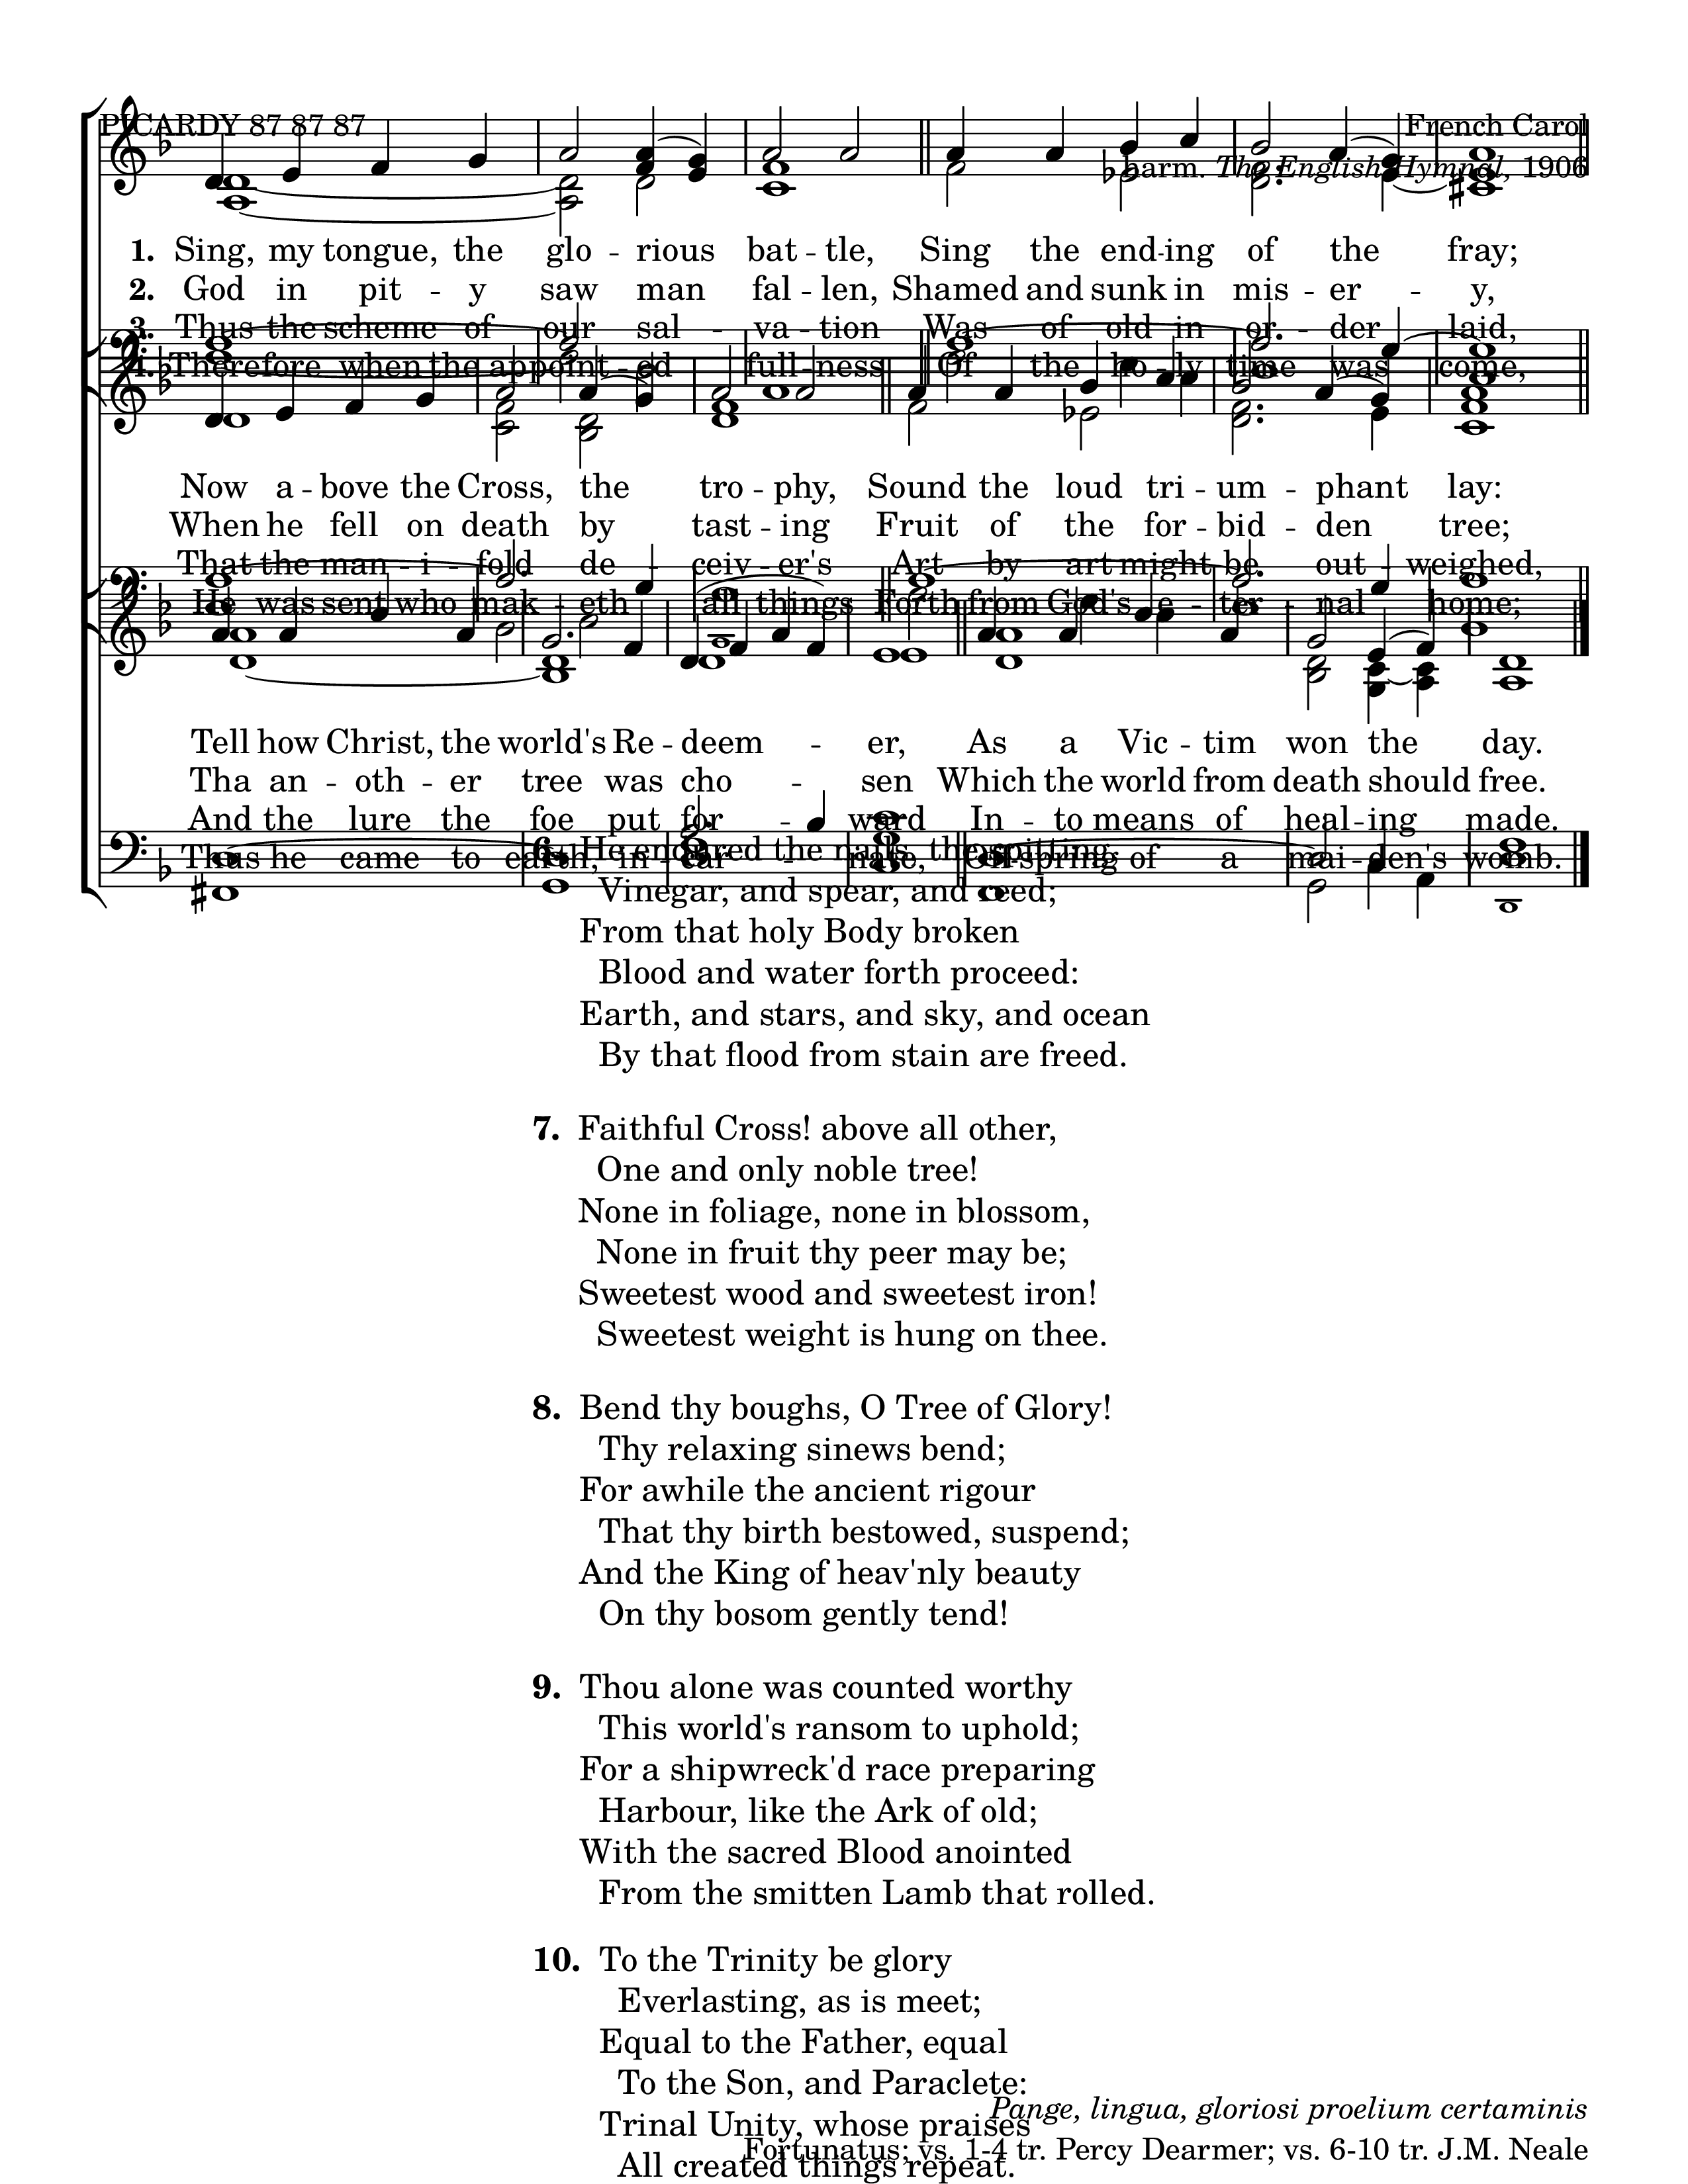 PICARDY 87 87 87
French Carol
harm. The English Hymnal, 1906
1. Sing, my tongue, the glo - rious bat - tle, Sing the end - ing of the fray;
2. God in pit - y saw man fal - len, Shamed and sunk in mis - er - y,
3. Thus the scheme of our sal - va - tion Was of old in or - der laid,
4. Therefore when the appoint - ed full - ness Of the ho - ly time was come,
Now a - bove the Cross, the tro - phy, Sound the loud tri - um - phant lay:
When he fell on death by tast - ing Fruit of the for - bid - den tree;
That the man - i - fold de - ceiv - er's Art by art might be out - weighed,
He was sent who mak - eth all things Forth from God's e - ter - nal home;
Tell how Christ, the world's Re - deem - er, As a Vic - tim won the day.
Tha an - oth - er tree was cho - sen Which the world from death should free.
And the lure the foe put for - ward In - to means of heal - ing made.
Thus he came to earth, in - car - nate, Off - spring of a mai - den's womb.
6. He endured the nails, the spitting,
Vinegar, and spear, and reed;
From that holy Body broken
Blood and water forth proceed:
Earth, and stars, and sky, and ocean
By that flood from stain are freed.
7. Faithful Cross! above all other,
One and only noble tree!
None in foliage, none in blossom,
None in fruit thy peer may be;
Sweetest wood and sweetest iron!
Sweetest weight is hung on thee.
8. Bend thy boughs, O Tree of Glory!
Thy relaxing sinews bend;
For awhile the ancient rigour
That thy birth bestowed, suspend;
And the King of heav'nly beauty
On thy bosom gently tend!
9. Thou alone was counted worthy
This world's ransom to uphold;
For a shipwreck'd race preparing
Harbour, like the Ark of old;
With the sacred Blood anointed
From the smitten Lamb that rolled.
10. To the Trinity be glory
Everlasting, as is meet;
Equal to the Father, equal
To the Son, and Paraclete:
Trinal Unity, whose praises
All created things repeat.
Pange, lingua, gloriosi proelium certaminis
Fortunatus; vs. 1-4 tr. Percy Dearmer; vs. 6-10 tr. J.M. Neale